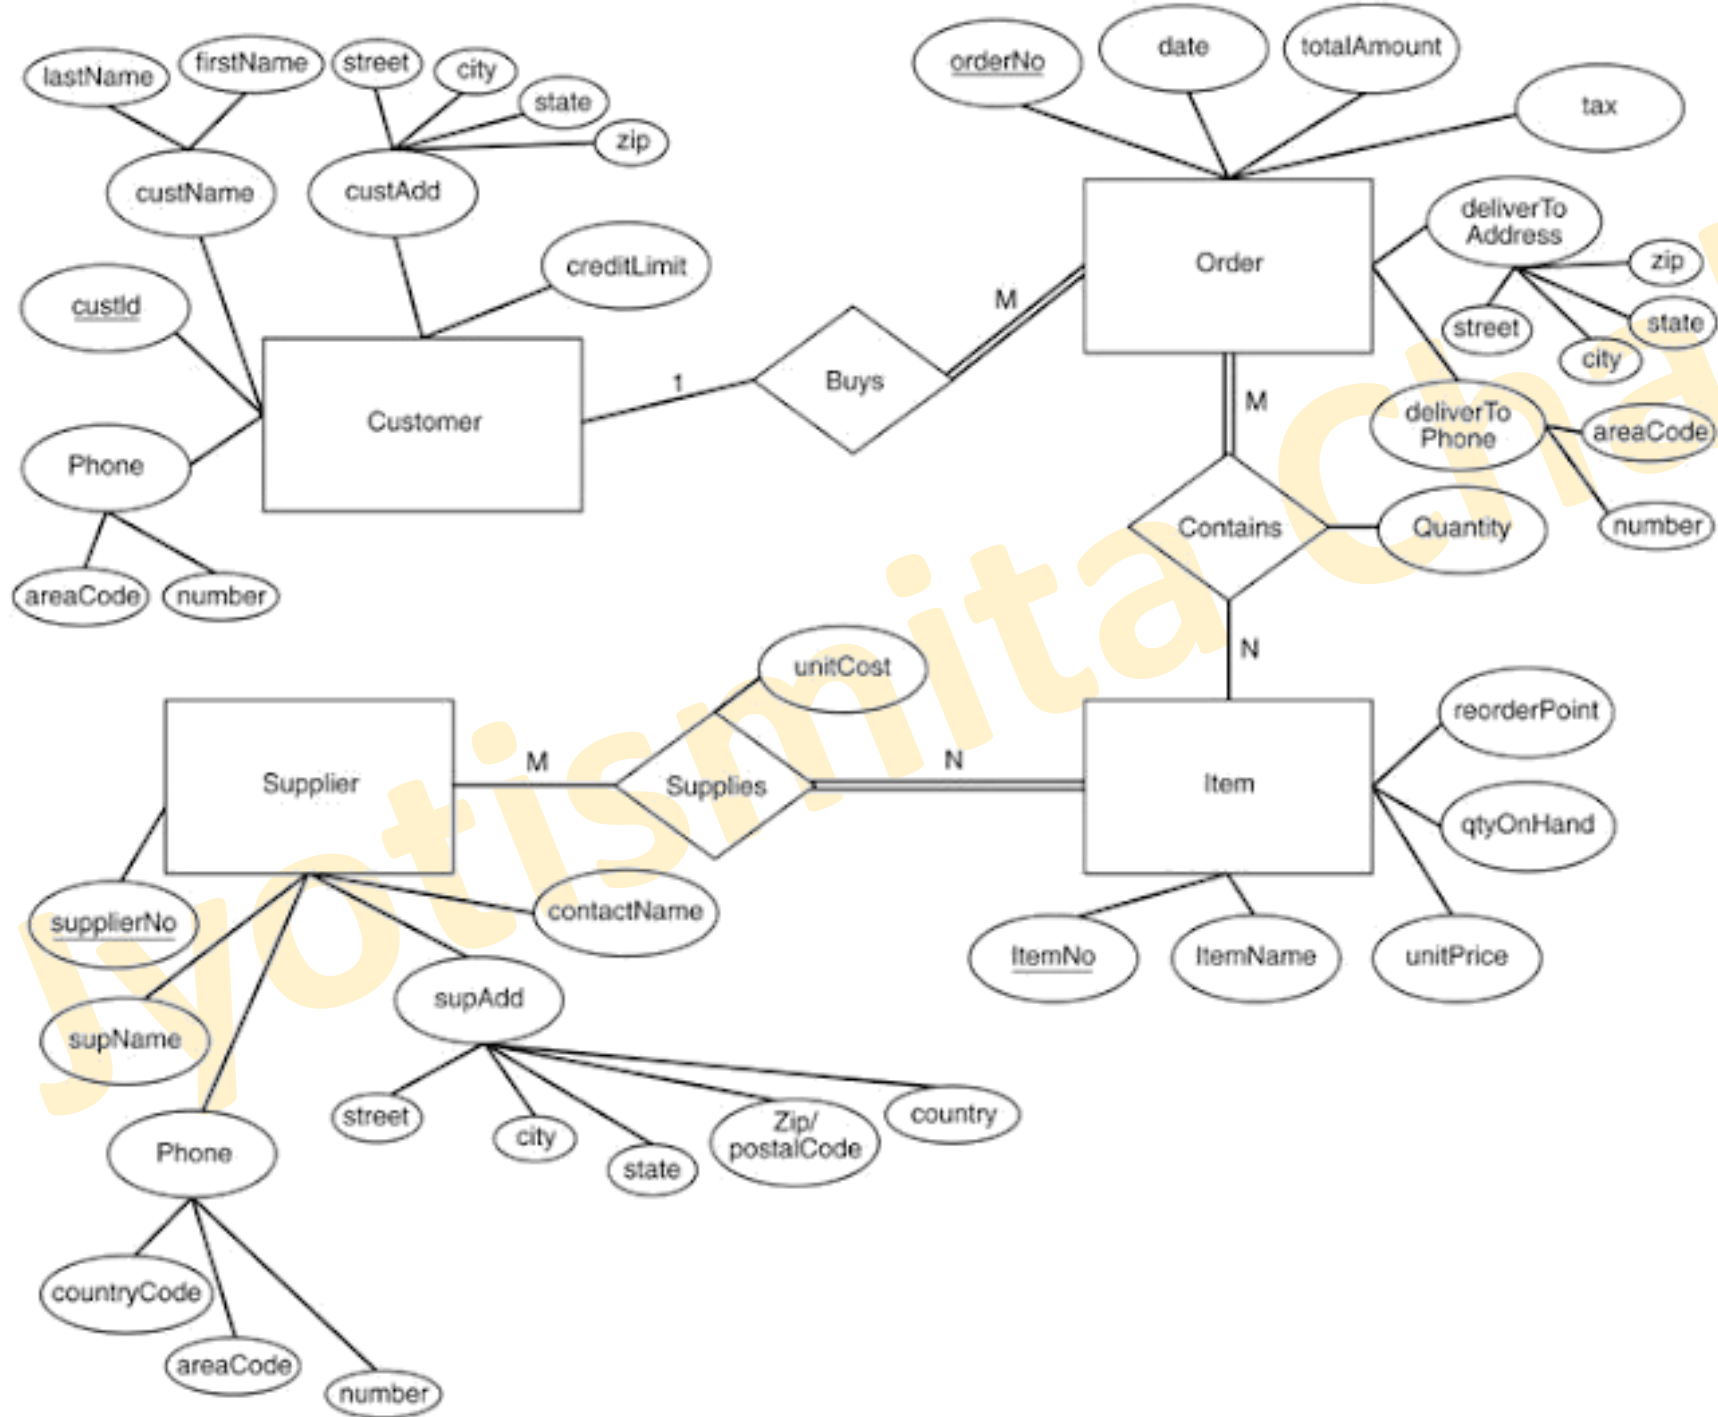 lastName
firstName
street
city
state
zip
custName
custAdd
creditLimit
custId
Phone
areaCode
number
Customer
1
Buys
M
orderNo
date
totalAmount
tax
Order
deliverTo
Address
zip
state
street
city
deliverTo
Phone
areaCode
number
M
Contains
Quantity
N
unitCost
Supplier
M
Supplies
N
Item
reorderPoint
qtyOnHand
unitPrice
ItemNo
ItemName
supplierNo
contactName
supName
supAdd
street
city
state
Zip/
postalCode
country
Phone
countryCode
areaCode
number
Jyotismita Cha